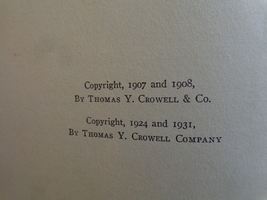 Copyright, 1907 and 1908,
By Thomas Y. Crowell & Co.
Copyright, 1924 and 1931,
By Thomas Y. Crowell Company